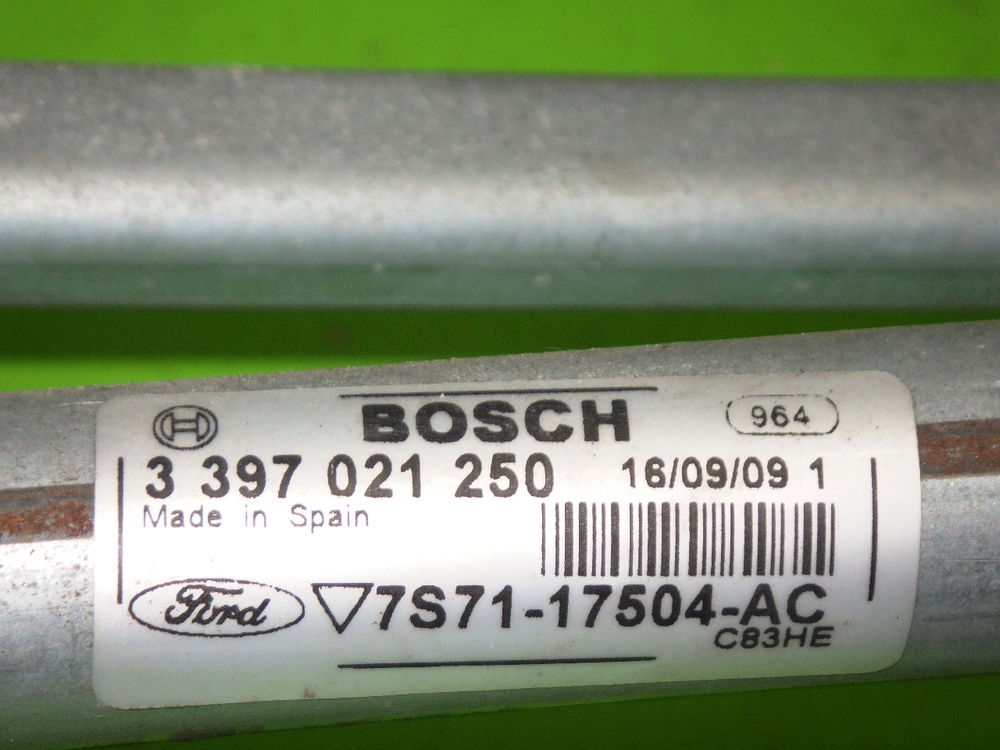 BOSCH
964
3 397 021 250
16/09/09 1
Made in Spain
Ford
7S71-17504-AC
C83HE